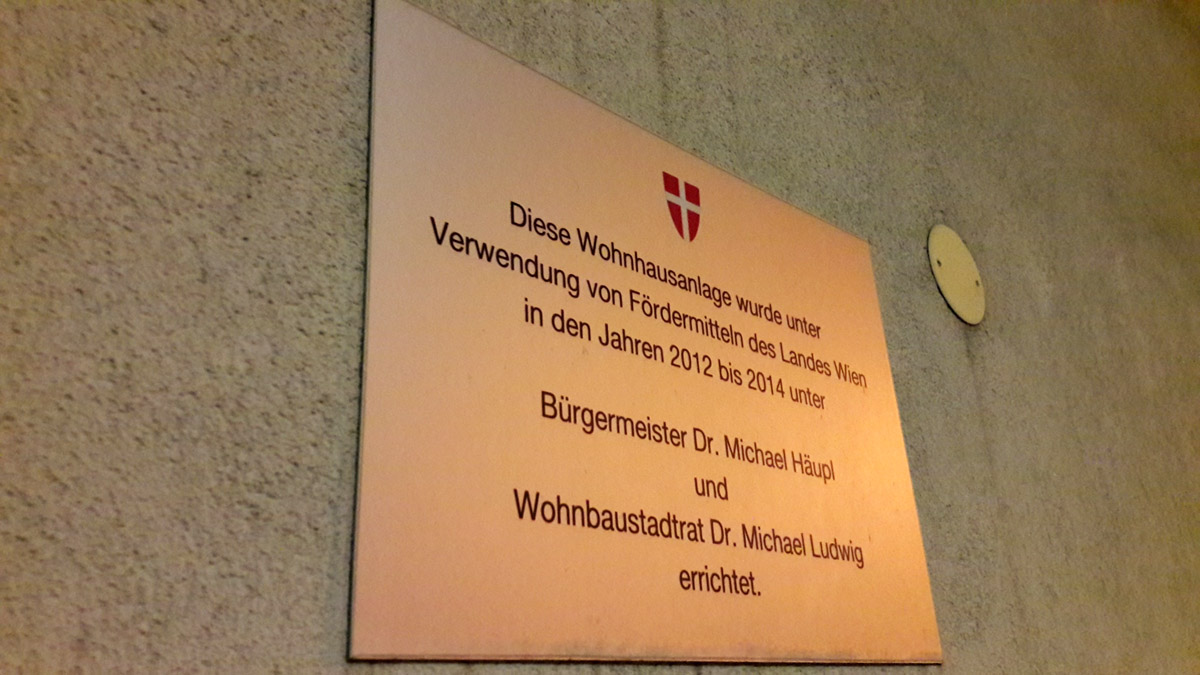 Diese Wohnhausanlage wurde unter
Verwendung von Fördermitteln des Landes Wien
in den Jahren 2012 bis 2014 unter
Bürgermeister Dr. Michael Häupl
und
Wohnbaustadtrat Dr. Michael Ludwig
errichtet.